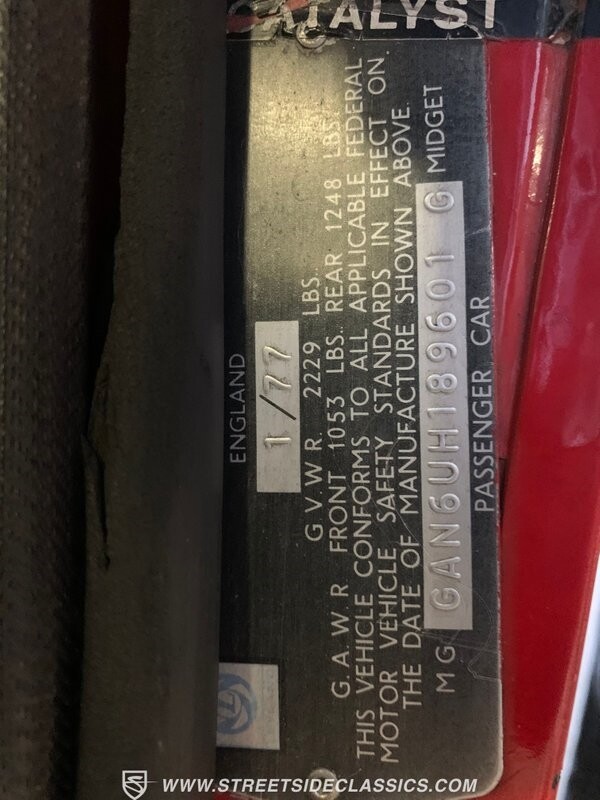 CATALYST
ENGLAND
1/77
G.V.W.R. 2229 LBS.
G.A.W.R FRONT 1053 LBS. REAR 1248 LBS.
THIS VEHICLE CONFORMS TO ALL APPLICABLE FEDERAL
MOTOR VEHICLE SAFETY STANDARDS IN EFFECT ON
THE DATE OF MANUFACTURE SHOWN ABOVE.
MG GAN6UH189601 G MIDGET
PASSENGER CAR
WWW.STREETSIDECLASSICS.COM